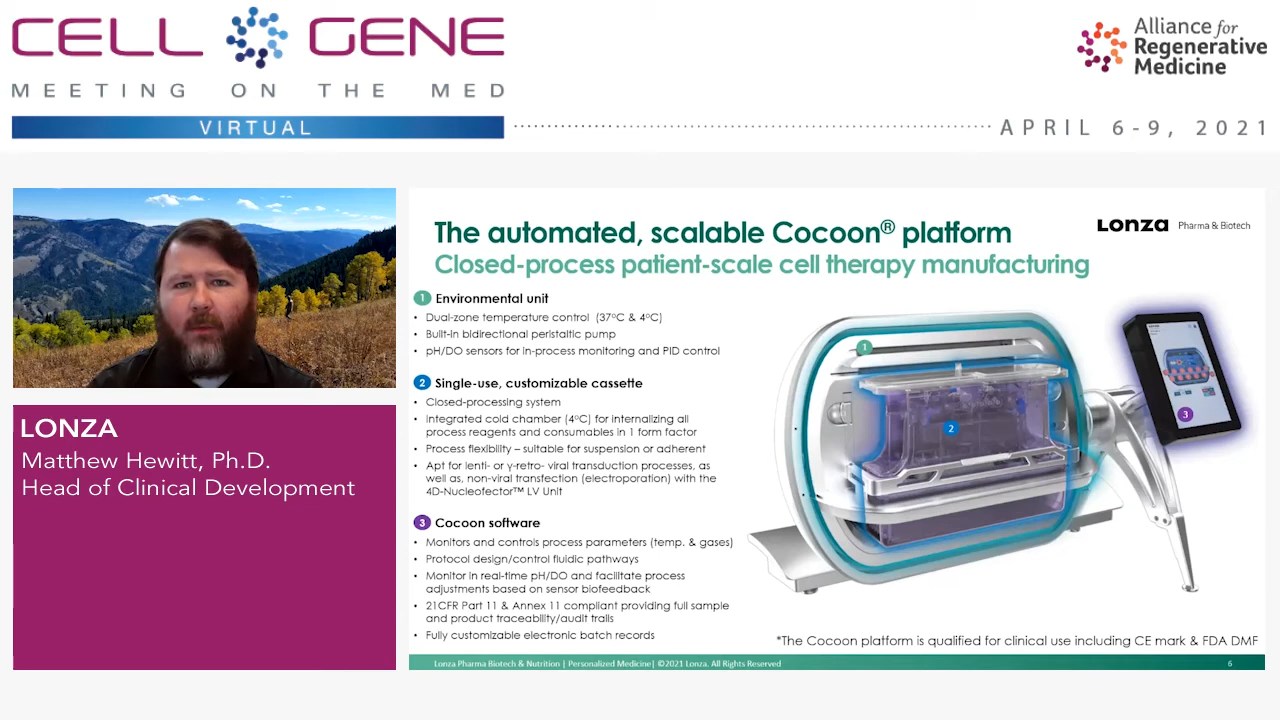 CELL GENE
MEETING ON THE MED
VIRTUAL
APRIL 6-9, 2021
Alliance for
Regenerative
Medicine
LONZA
Matthew Hewitt, Ph.D.
Head of Clinical Development
The automated, scalable Cocoon® platform
Closed-process patient-scale cell therapy manufacturing
Lonza Pharma & Biotech
1 Environmental unit
• Dual-zone temperature control (37°C & 4°C)
• Built-in bidirectional peristaltic pump
• pH/DO sensors for in-process monitoring and PID control
2 Single-use, customizable cassette
• Closed-processing system
• Integrated cold chamber (4°C) for internalizing all
process reagents and consumables in 1 form factor
• Process flexibility – suitable for suspension or adherent
• Apt for lenti- or γ-retro- viral transduction processes, as
well as, non-viral transfection (electroporation) with the
4D-Nucleofector™ LV Unit
3 Cocoon software
• Monitors and controls process parameters (temp. & gases)
• Protocol design/control fluidic pathways
• Monitor in real-time pH/DO and facilitate process
adjustments based on sensor biofeedback
• 21CFR Part 11 & Annex 11 compliant providing full sample
and product traceability/audit trails
• Fully customizable electronic batch records
1
2
3
*The Cocoon platform is qualified for clinical use including CE mark & FDA DMF
Lonza Pharma Biotech & Nutrition | Personalized Medicine| ©2021 Lonza. All Rights Reserved
6